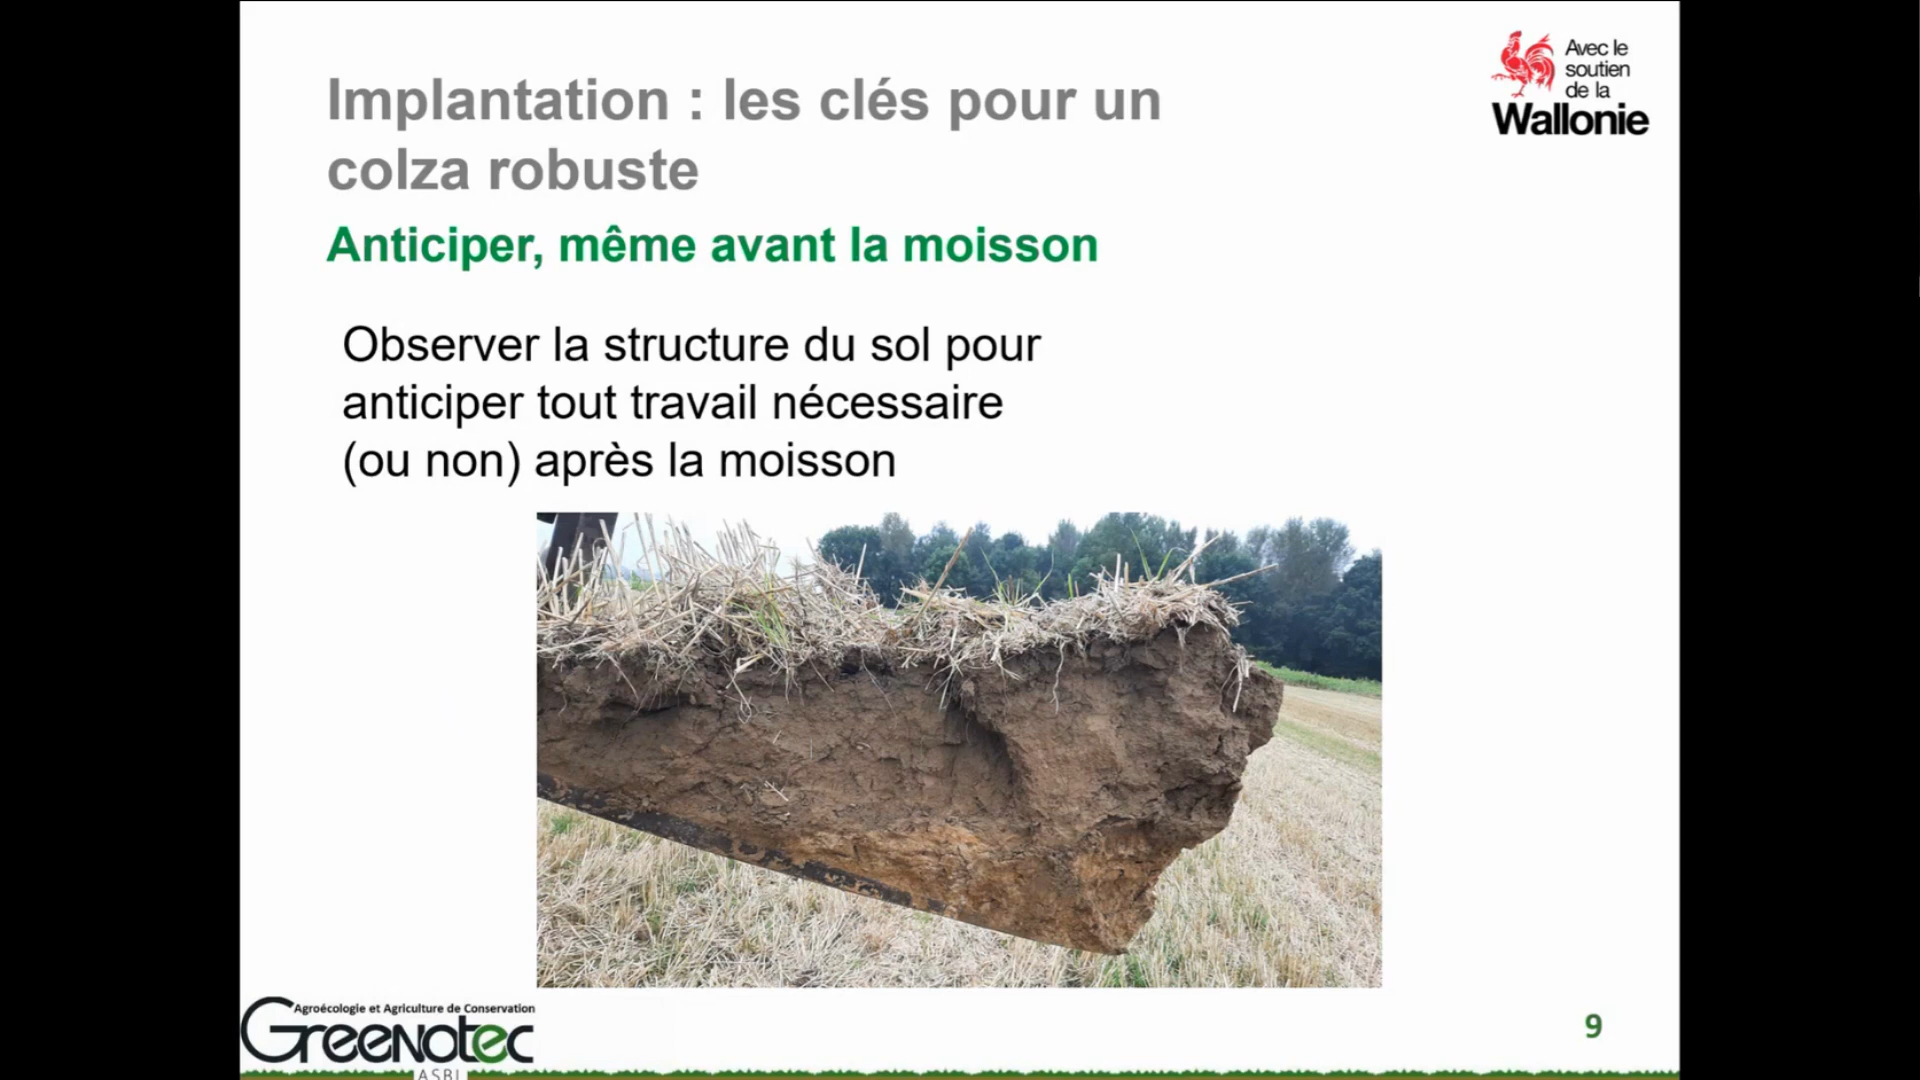 Implantation : les clés pour un
colza robuste
Avec le
soutien
de la
Wallonie
Anticiper, même avant la moisson
Observer la structure du sol pour
anticiper tout travail nécessaire
(ou non) après la moisson
Agroécologie et Agriculture de Conservation
Greenotec
ASBL
9